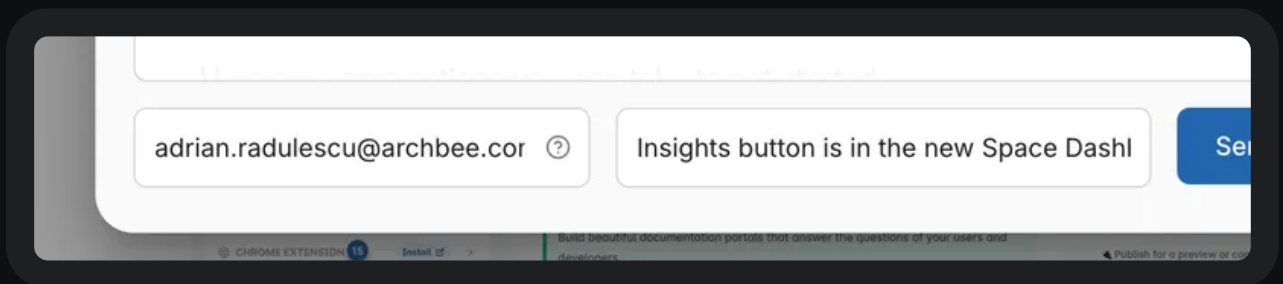 adrian.radulescu@archbee.cor
Insights button is in the new Space Dashl
Ser
CHROME EXTENSION 15 Install
Build beautiful documentation portals that answer the questions of your users and
developers
Publish for a preview or cor